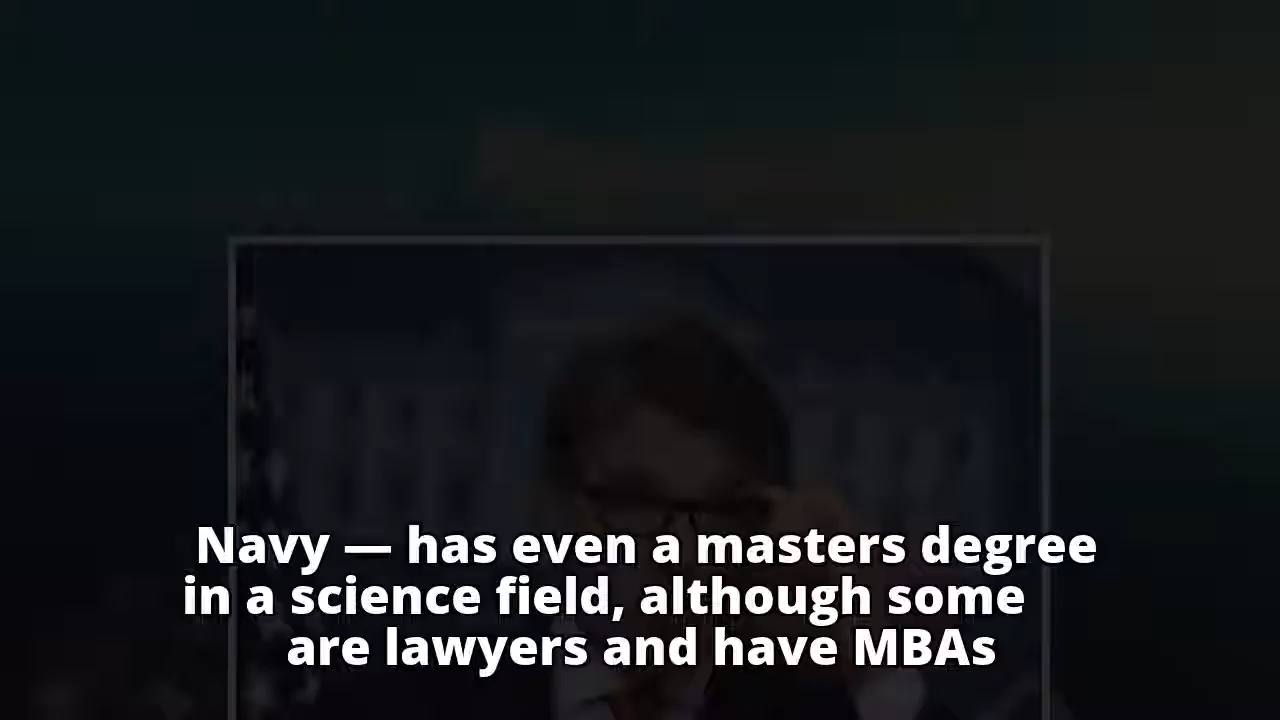 Navy — has even a masters degree
in a science field, although some
are lawyers and have MBAs